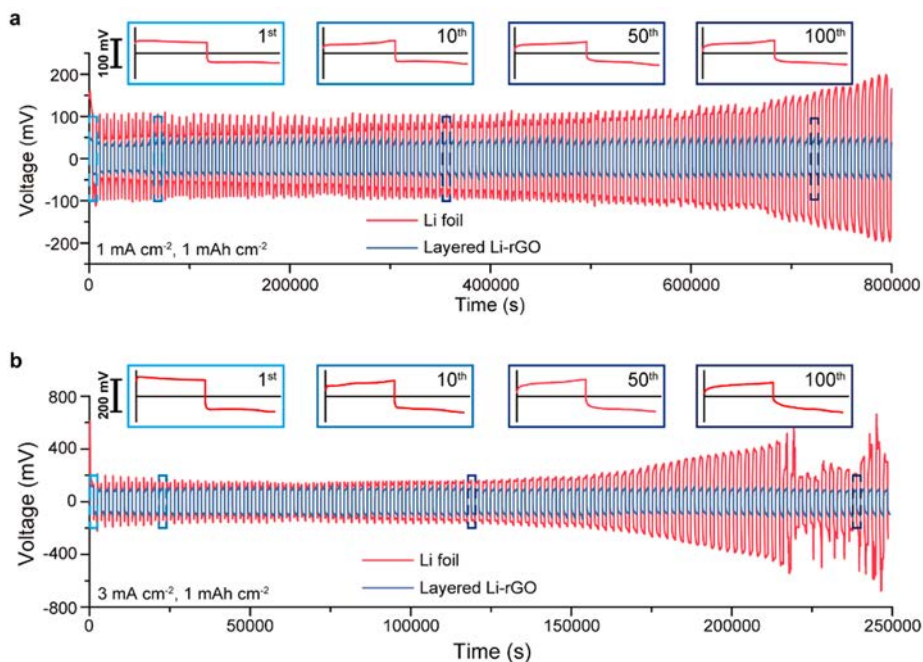 a
1st
10th
50th
100th
100 mV
200
100
0
-100
-200
Voltage (mV)
Li foil
Layered Li-rGO
1 mA cm-2, 1 mAh cm-2
0
200000
400000
600000
800000
Time (s)
b
1st
10th
50th
100th
200 mV
800
400
0
-400
-800
Voltage (mV)
Li foil
Layered Li-rGO
3 mA cm-2, 1 mAh cm-2
0
50000
100000
150000
200000
250000
Time (s)